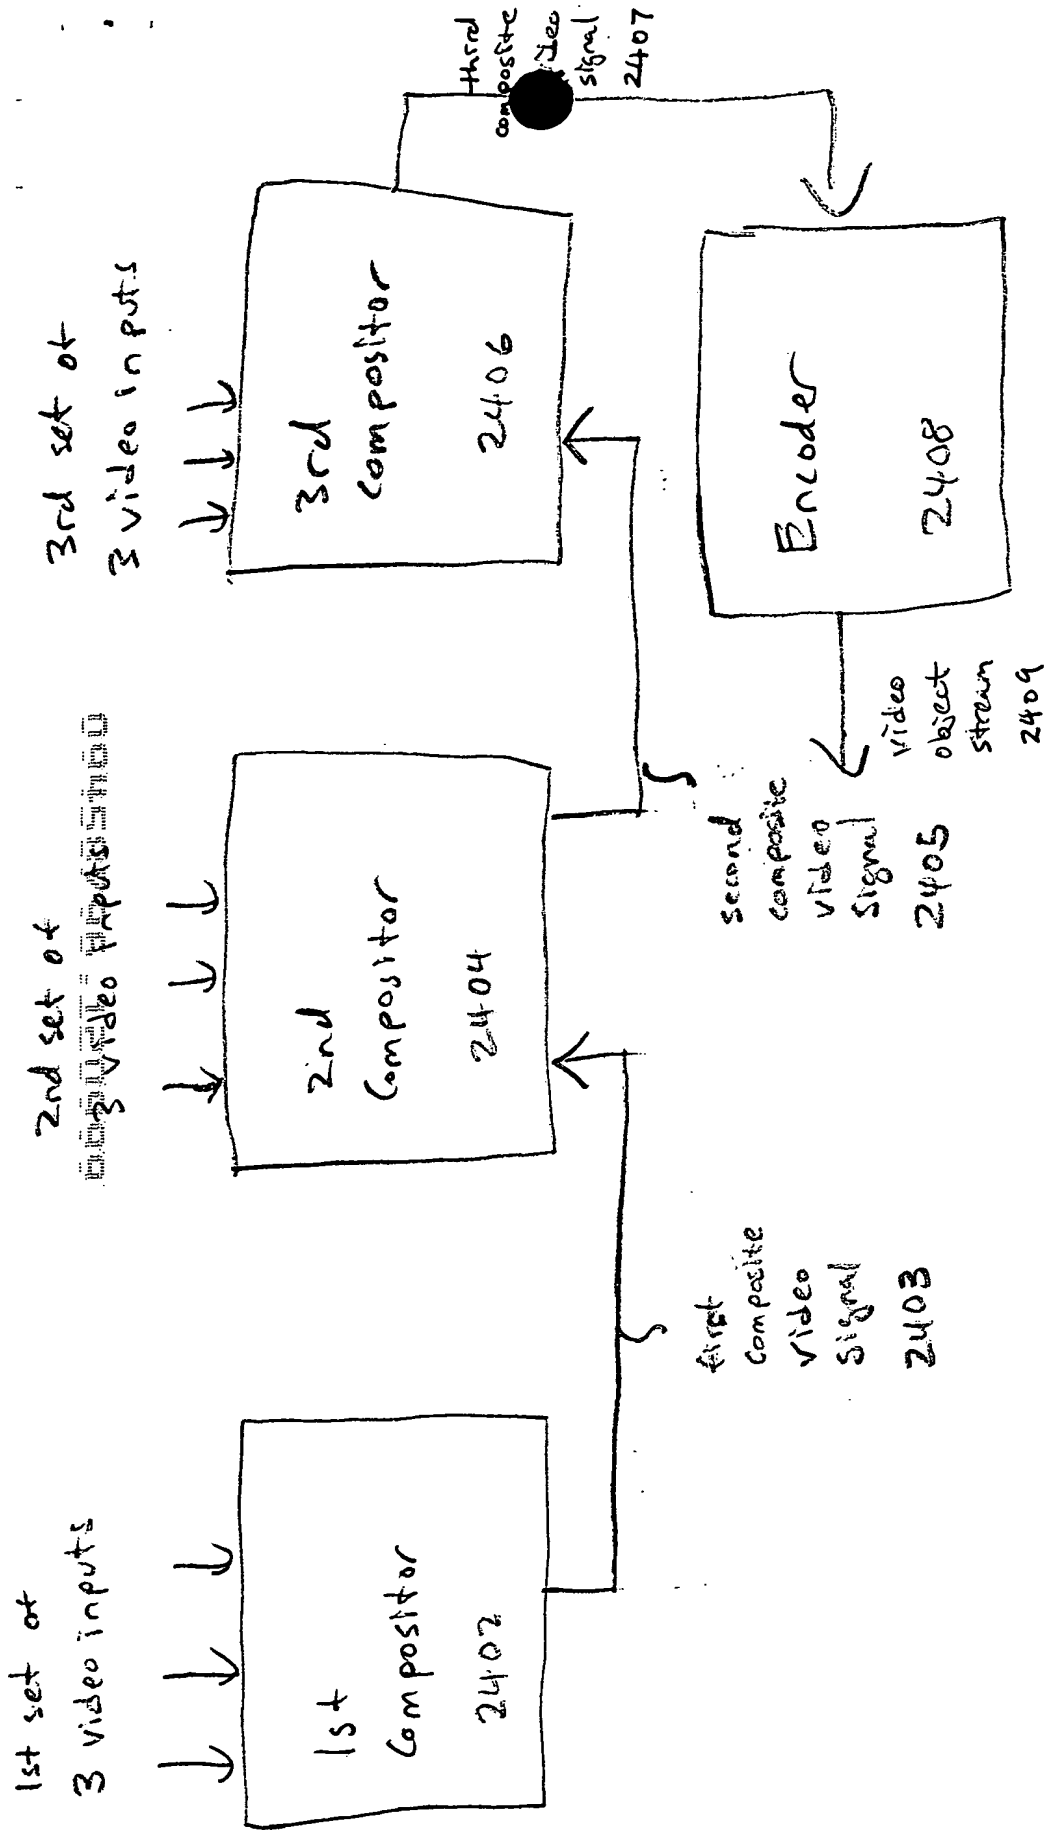 1st set of
3 video inputs
1st
Compositor
2402
first
composite
video
signal
2403
2nd set of
3 video inputs
2nd
Compositor
2404
second
composite
video
signal
2405
3rd set of
3 video inputs
3rd
Compositor
2406
third
composite
video
signal
2407
Encoder
2408
video
object
stream
2409